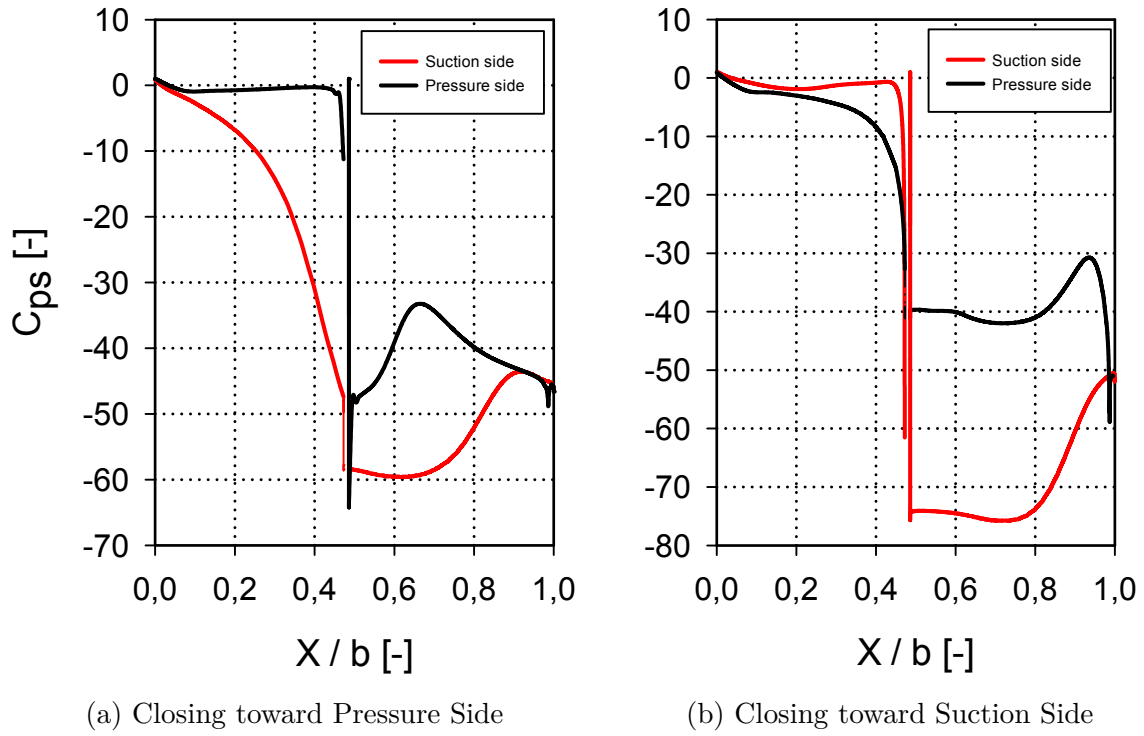 10
0
-10
-20
-30
-40
-50
-60
-70
Cps [-]
Suction side
Pressure side
0,0 0,2 0,4 0,6 0,8 1,0
X / b [-]
(a) Closing toward Pressure Side
10
0
-10
-20
-30
-40
-50
-60
-70
-80
Suction side
Pressure side
0,0 0,2 0,4 0,6 0,8 1,0
X / b [-]
(b) Closing toward Suction Side